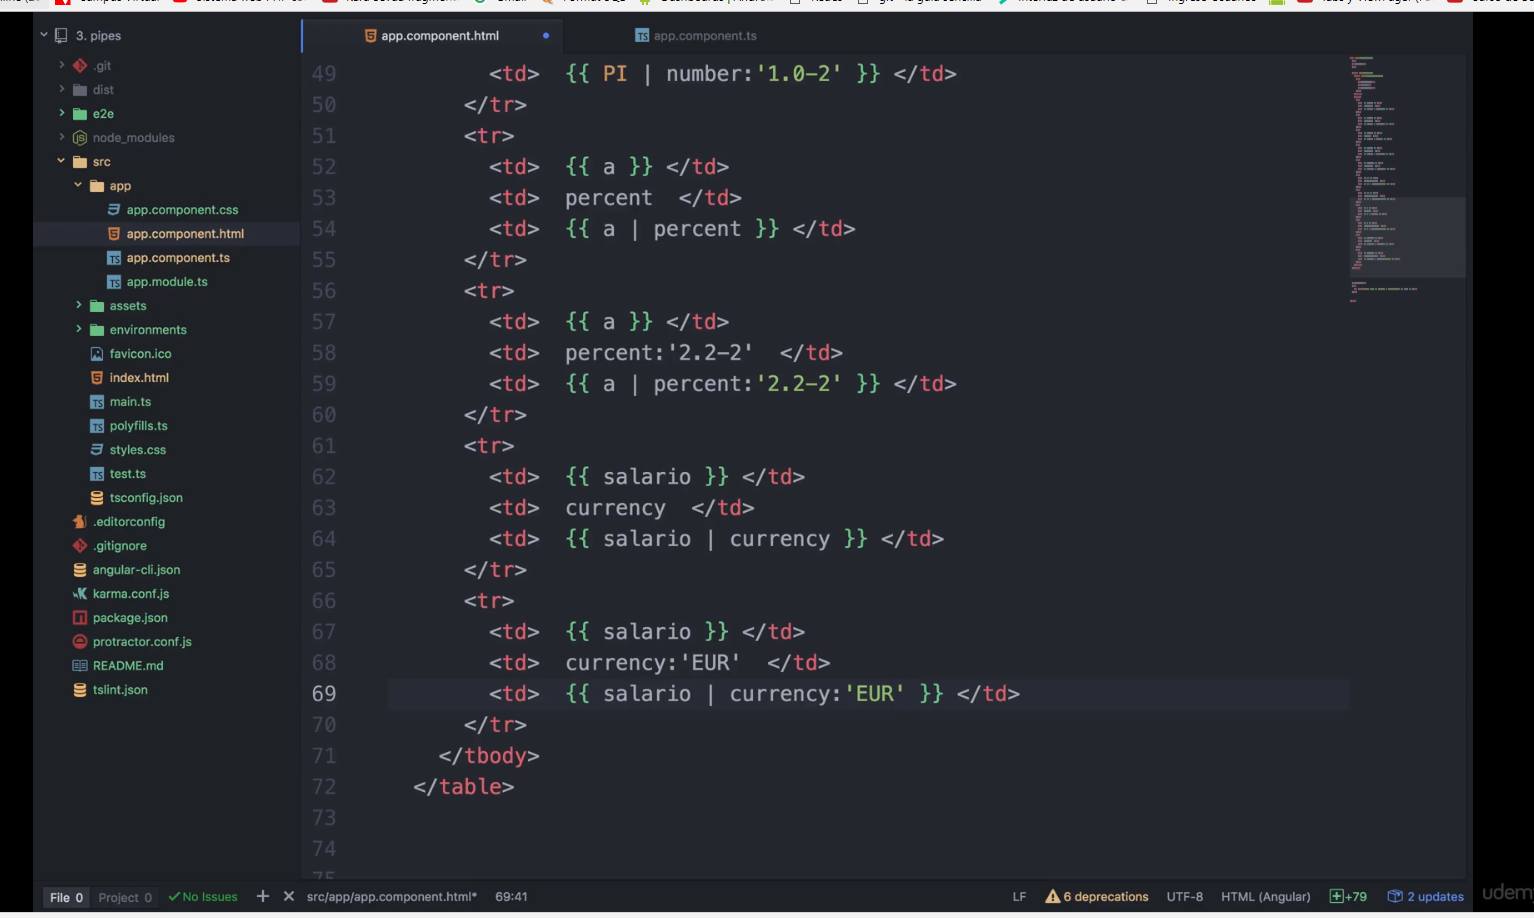 3. pipes
.git
dist
e2e
node_modules
src
app
app.component.css
app.component.html
app.component.ts
app.module.ts
assets
environments
favicon.ico
index.html
main.ts
polyfills.ts
styles.css
test.ts
tsconfig.json
.editorconfig
.gitignore
angular-cli.json
karma.conf.js
package.json
protractor.conf.js
README.md
tslint.json
app.component.html app.component.ts
49 <td> {{ PI | number:'1.0-2' }} </td>
50 </tr>
51 <tr>
52 <td> {{ a }} </td>
53 <td> percent </td>
54 <td> {{ a | percent }} </td>
55 </tr>
56 <tr>
57 <td> {{ a }} </td>
58 <td> percent:'2.2-2' </td>
59 <td> {{ a | percent:'2.2-2' }} </td>
60 </tr>
61 <tr>
62 <td> {{ salario }} </td>
63 <td> currency </td>
64 <td> {{ salario | currency }} </td>
65 </tr>
66 <tr>
67 <td> {{ salario }} </td>
68 <td> currency:'EUR' </td>
69 <td> {{ salario | currency:'EUR' }} </td>
70 </tr>
71 </tbody>
72 </table>
73
74
File 0 Project 0 No Issues + × src/app/app.component.html* 69:41 LF 6 deprecations UTF-8 HTML (Angular) +79 2 updates